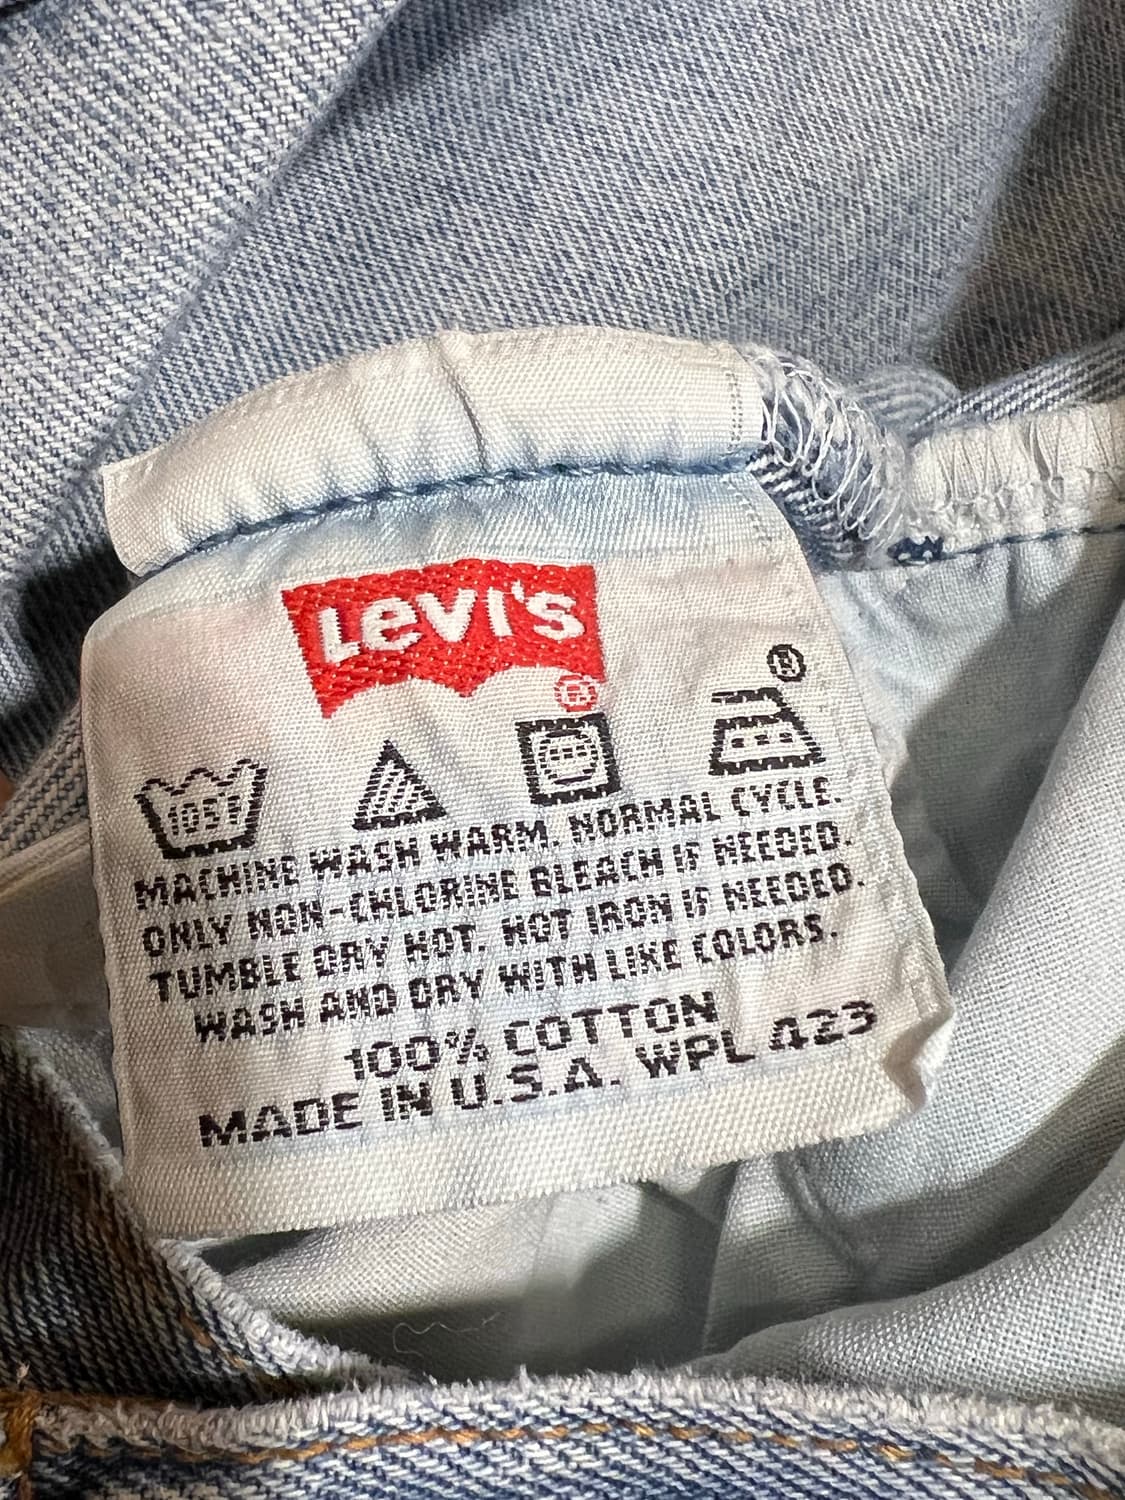 Levi's
®
®
105F
MACHINE WASH WARM. NORMAL CYCLE.
ONLY NON-CHLORINE BLEACH IF NEEDED.
TUMBLE DRY HOT. HOT IRON IF NEEDED.
WASH AND DRY WITH LIKE COLORS.
100% COTTON
MADE IN U.S.A. WPL 423